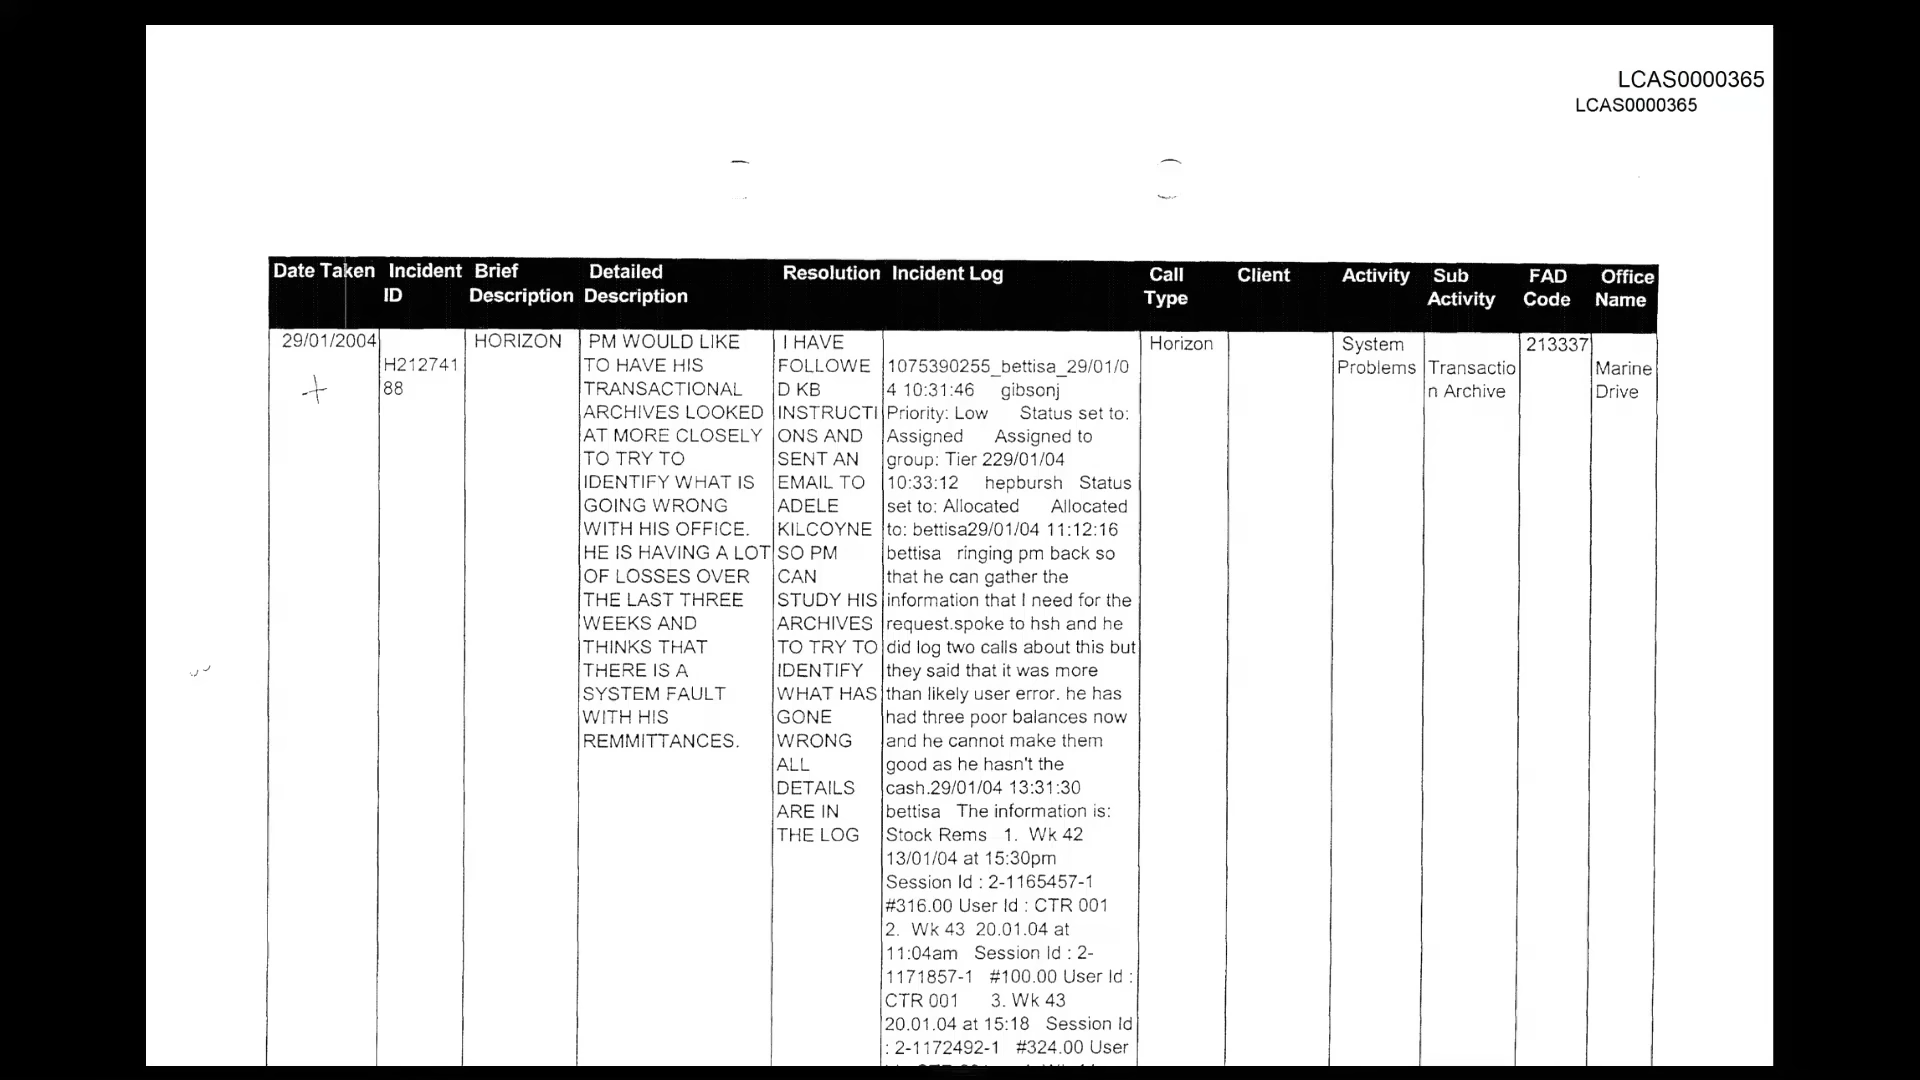 LCAS0000365
LCAS0000365
Date Taken Incident ID Brief Description Detailed Description Resolution Incident Log Call Type Client Activity Sub Activity FAD Code Office Name
29/01/2004
H212741
88
HORIZON
PM WOULD LIKE
TO HAVE HIS
TRANSACTIONAL
ARCHIVES LOOKED
AT MORE CLOSELY
TO TRY TO
IDENTIFY WHAT IS
GOING WRONG
WITH HIS OFFICE.
HE IS HAVING A LOT
OF LOSSES OVER
THE LAST THREE
WEEKS AND
THINKS THAT
THERE IS A
SYSTEM FAULT
WITH HIS
REMMITTANCES.
I HAVE
FOLLOWE
D KB
INSTRUCTI
ONS AND
SENT AN
EMAIL TO
ADELE
KILCOYNE
SO PM
CAN
STUDY HIS
ARCHIVES
TO TRY TO
IDENTIFY
WHAT HAS
GONE
WRONG
ALL
DETAILS
ARE IN
THE LOG
1075390255_bettisa_29/01/0
4 10:31:46 gibsonj
Priority: Low Status set to:
Assigned Assigned to
group: Tier 229/01/04
10:33:12 hepbursh Status
set to: Allocated Allocated
to: bettisa29/01/04 11:12:16
bettisa ringing pm back so
that he can gather the
information that I need for the
request.spoke to hsh and he
did log two calls about this but
they said that it was more
than likely user error. he has
had three poor balances now
and he cannot make them
good as he hasn't the
cash.29/01/04 13:31:30
bettisa The information is:
Stock Rems 1. Wk 42
13/01/04 at 15:30pm
Session Id : 2-1165457-1
#316.00 User Id : CTR 001
2. Wk 43 20.01.04 at
11:04am Session Id : 2-
1171857-1 #100.00 User Id :
CTR 001 3. Wk 43
20.01.04 at 15:18 Session Id
: 2-1172492-1 #324.00 User
Horizon
System
Problems
Transactio
n Archive
213337
Marine
Drive